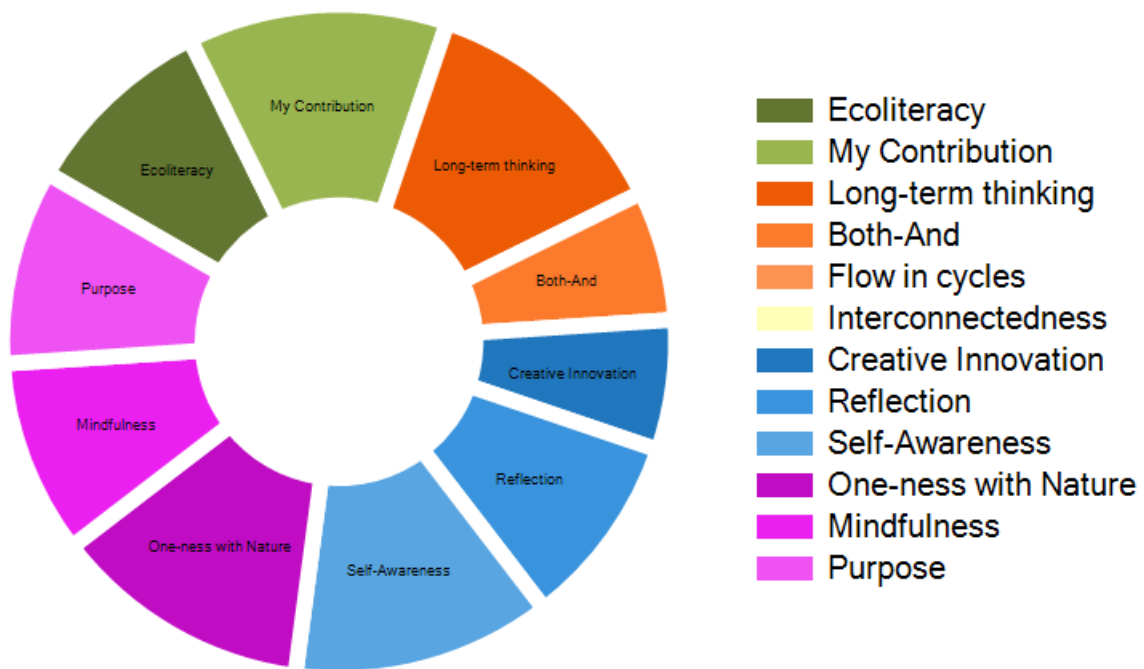 My Contribution
Long-term thinking
Ecoliteracy
Both-And
Purpose
Creative Innovation
Mindfulness
Reflection
One-ness with Nature
Self-Awareness
Ecoliteracy
My Contribution
Long-term thinking
Both-And
Flow in cycles
Interconnectedness
Creative Innovation
Reflection
Self-Awareness
One-ness with Nature
Mindfulness
Purpose